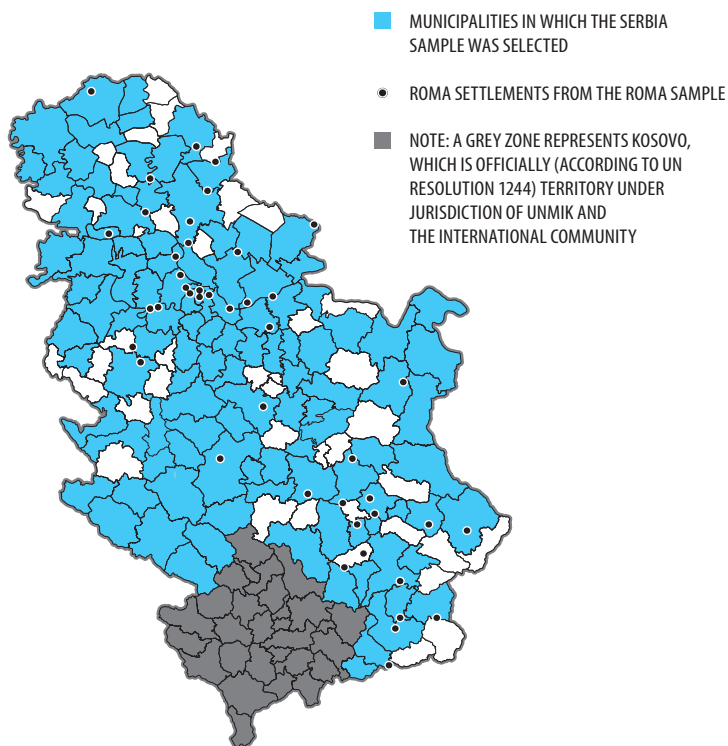 MUNICIPALITIES IN WHICH THE SERBIA
SAMPLE WAS SELECTED
ROMA SETTLEMENTS FROM THE ROMA SAMPLE
NOTE: A GREY ZONE REPRESENTS KOSOVO,
WHICH IS OFFICIALLY (ACCORDING TO UN
RESOLUTION 1244) TERRITORY UNDER
JURISDICTION OF UNMIK AND
THE INTERNATIONAL COMMUNITY